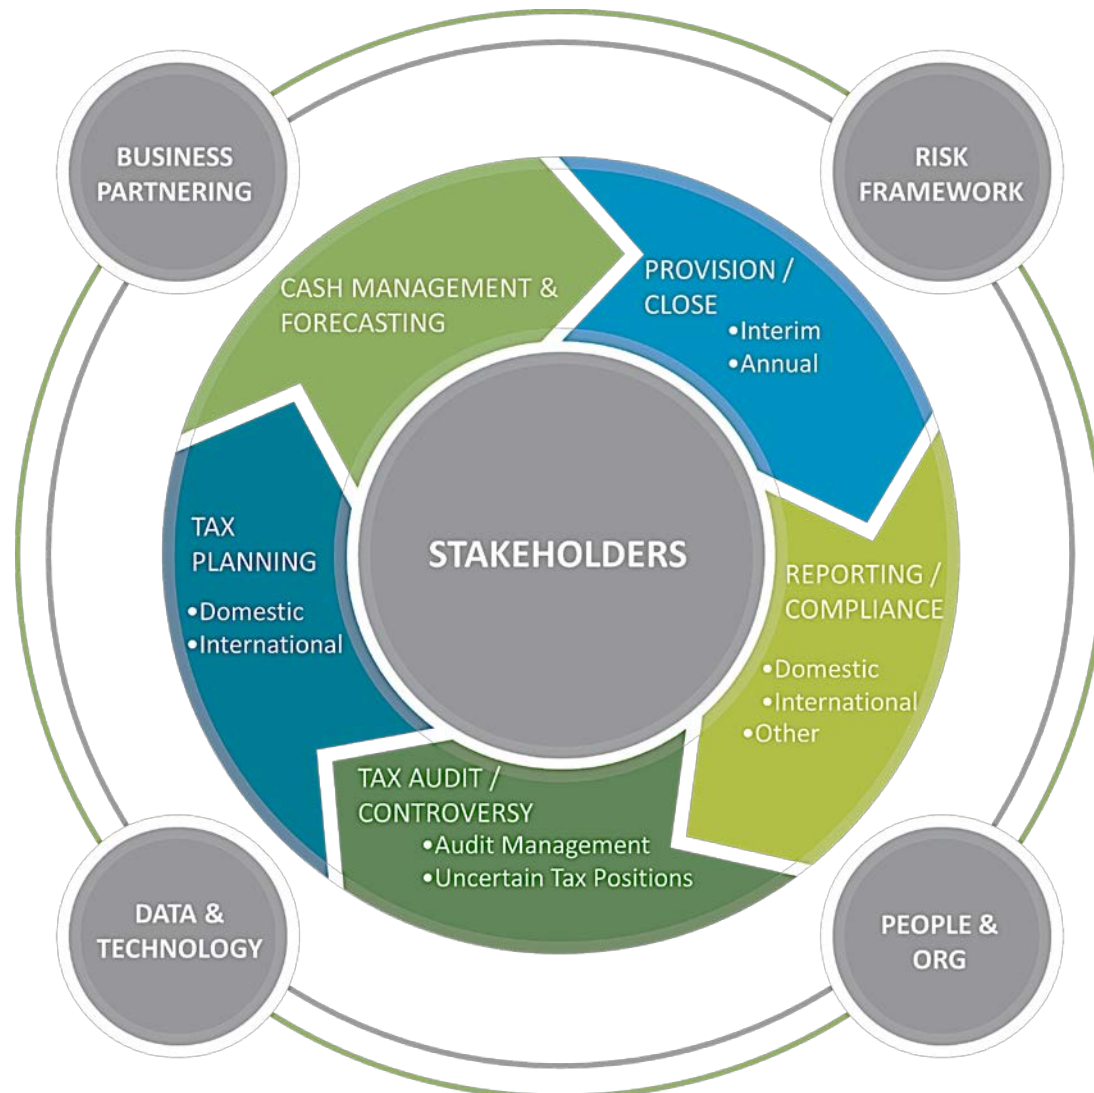 BUSINESS
PARTNERING
RISK
FRAMEWORK
CASH MANAGEMENT &
FORECASTING
PROVISION /
CLOSE
•Interim
•Annual
TAX
PLANNING
•Domestic
•International
STAKEHOLDERS
REPORTING /
COMPLIANCE
•Domestic
•International
•Other
TAX AUDIT /
CONTROVERSY
•Audit Management
•Uncertain Tax Positions
DATA &
TECHNOLOGY
PEOPLE &
ORG